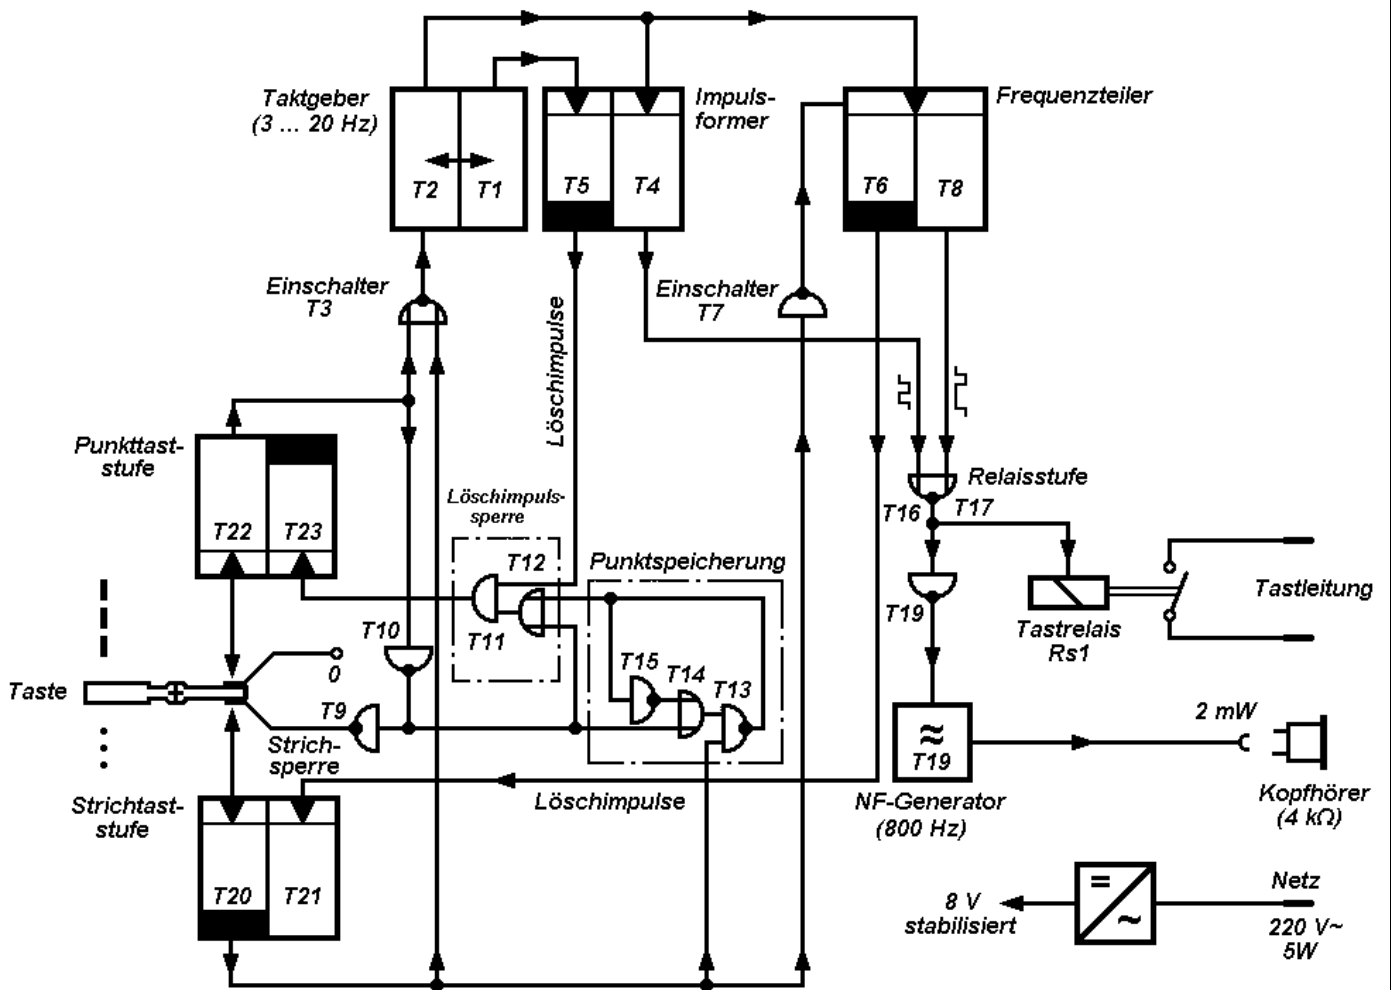 Taktgeber
(3 ... 20 Hz)
T2
T1
T5
T4
Impuls-
former
T6
T8
Frequenzteiler
Einschalter
T3
Löschimpulse
Einschalter
T7
Punkttast-
stufe
T22
T23
Löschimpuls-
sperre
T12
T11
Punktspeicherung
T15
T14
T13
Relaisstufe
T16
T17
T19
Tastrelais
Rs1
Tastleitung
T10
0
Taste
T9
Strich-
sperre
Strichtast-
stufe
T20
T21
Löschimpulse
≈
T19
NF-Generator
(800 Hz)
2 mW
Kopfhörer
(4 kΩ)
8 V
stabilisiert
=
~
Netz
220 V~
5W